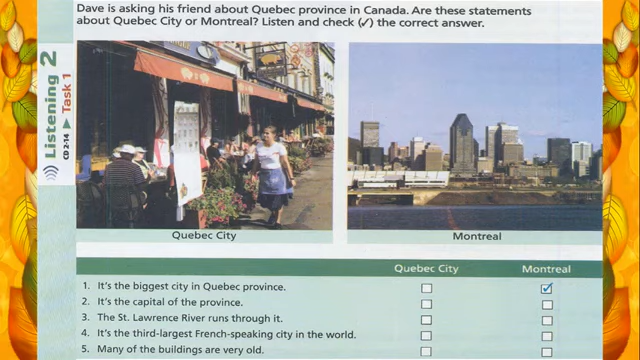 Dave is asking his friend about Quebec province in Canada. Are these statements
about Quebec City or Montreal? Listen and check (✓) the correct answer.
Listening 2
CD 2•14 ▶ Task 1
Quebec City
Montreal
Quebec City Montreal
1. It's the biggest city in Quebec province.
2. It's the capital of the province.
3. The St. Lawrence River runs through it.
4. It's the third-largest French-speaking city in the world.
5. Many of the buildings are very old.